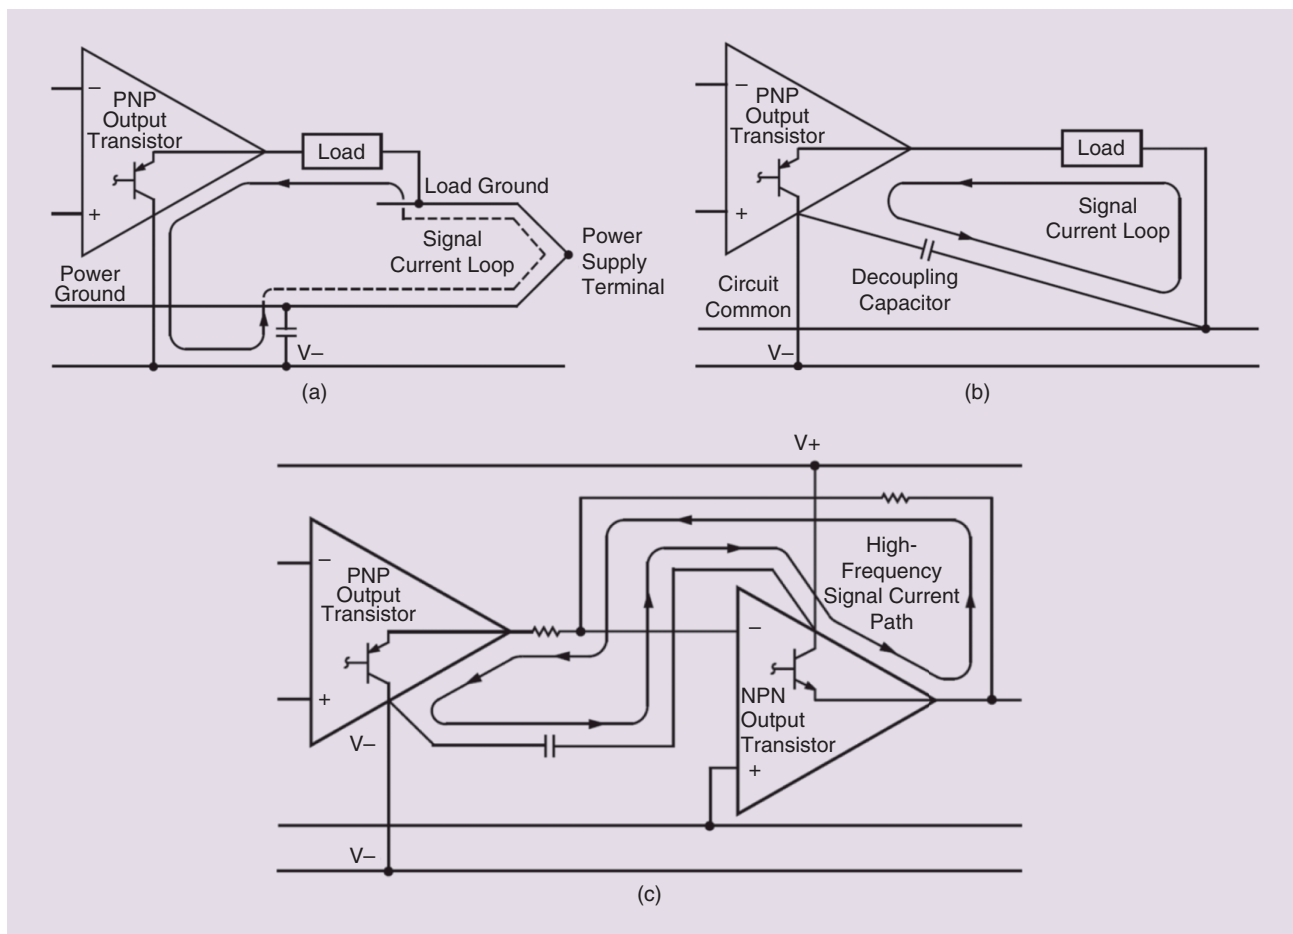 −
PNP
Output
Transistor
+
Load
Load Ground
Signal
Current Loop
Power
Supply
Terminal
Power
Ground
V–
(a)
−
PNP
Output
Transistor
+
Load
Signal
Current Loop
Decoupling
Capacitor
Circuit
Common
V–
(b)
V+
−
PNP
Output
Transistor
+
V–
High-
Frequency
Signal Current
Path
−
NPN
Output
Transistor
+
V–
(c)